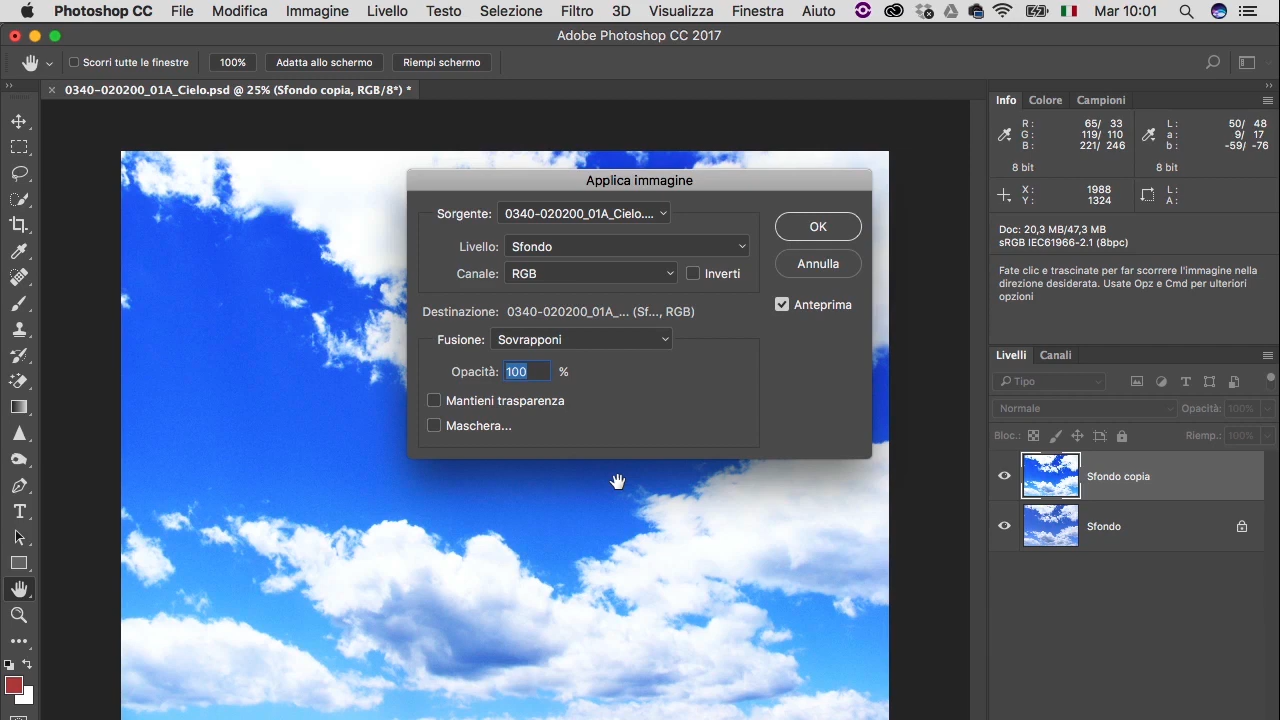 Photoshop CC File Modifica Immagine Livello Testo Selezione Filtro 3D Visualizza Finestra Aiuto Mar 10:01
Adobe Photoshop CC 2017
Scorri tutte le finestre 100% Adatta allo schermo Riempi schermo
× 0340-020200_01A_Cielo.psd @ 25% (Sfondo copia, RGB/8*) *
Info Colore Campioni
R: 65/ 33 L: 50/ 48
G: 119/ 110 a: 9/ 17
B: 221/ 246 b: -59/ -76
8 bit 8 bit
X: 1988 L:
Y: 1324 A:
Doc: 20,3 MB/47,3 MB
sRGB IEC61966-2.1 (8bpc)
Fate clic e trascinate per far scorrere l'immagine nella
direzione desiderata. Usate Opz e Cmd per ulteriori
opzioni
Applica immagine
Sorgente: 0340-020200_01A_Cielo....
Livello: Sfondo
Canale: RGB Inverti
Destinazione: 0340-020200_01A_... (Sf..., RGB)
Fusione: Sovrapponi
Opacità: 100 %
Mantieni trasparenza
Maschera...
OK
Annulla
Anteprima
Livelli Canali
Tipo
Normale Opacità: 100%
Bloc.: Riemp.: 100%
Sfondo copia
Sfondo